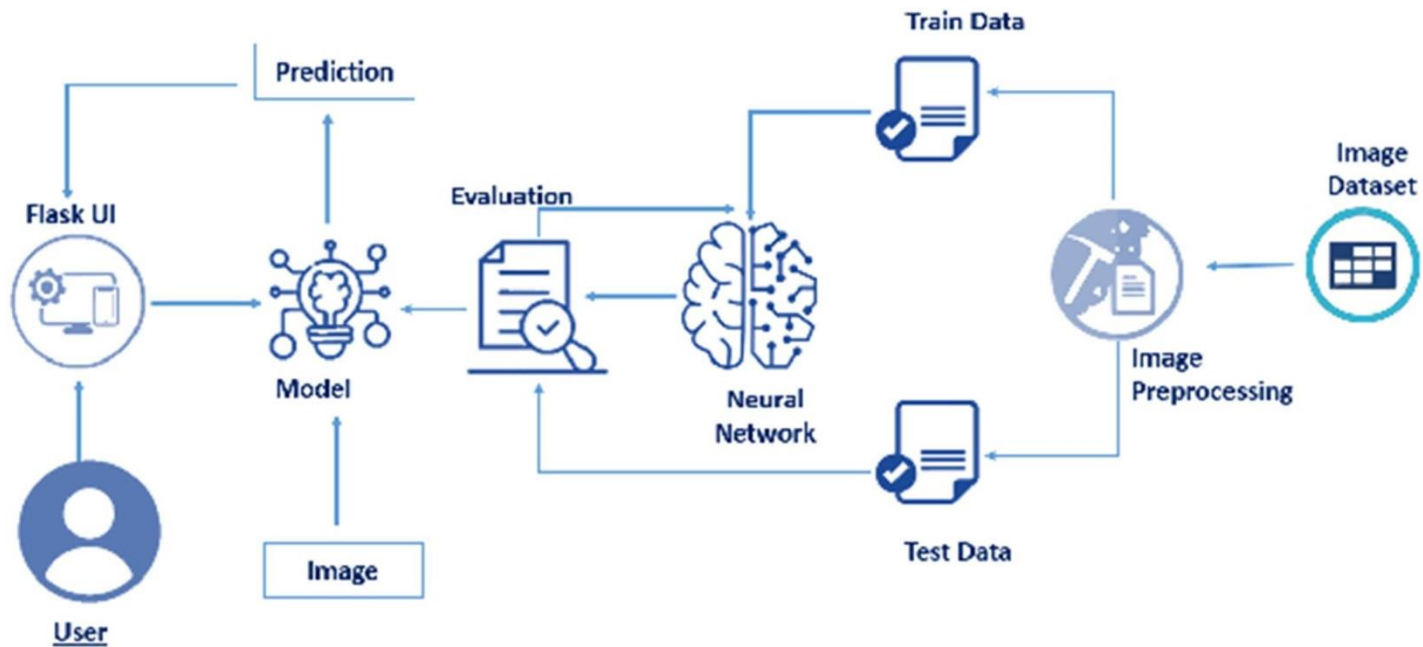 Train Data
Prediction
Image
Dataset
Evaluation
Flask UI
Image
Preprocessing
Model
Neural
Network
Test Data
Image
User